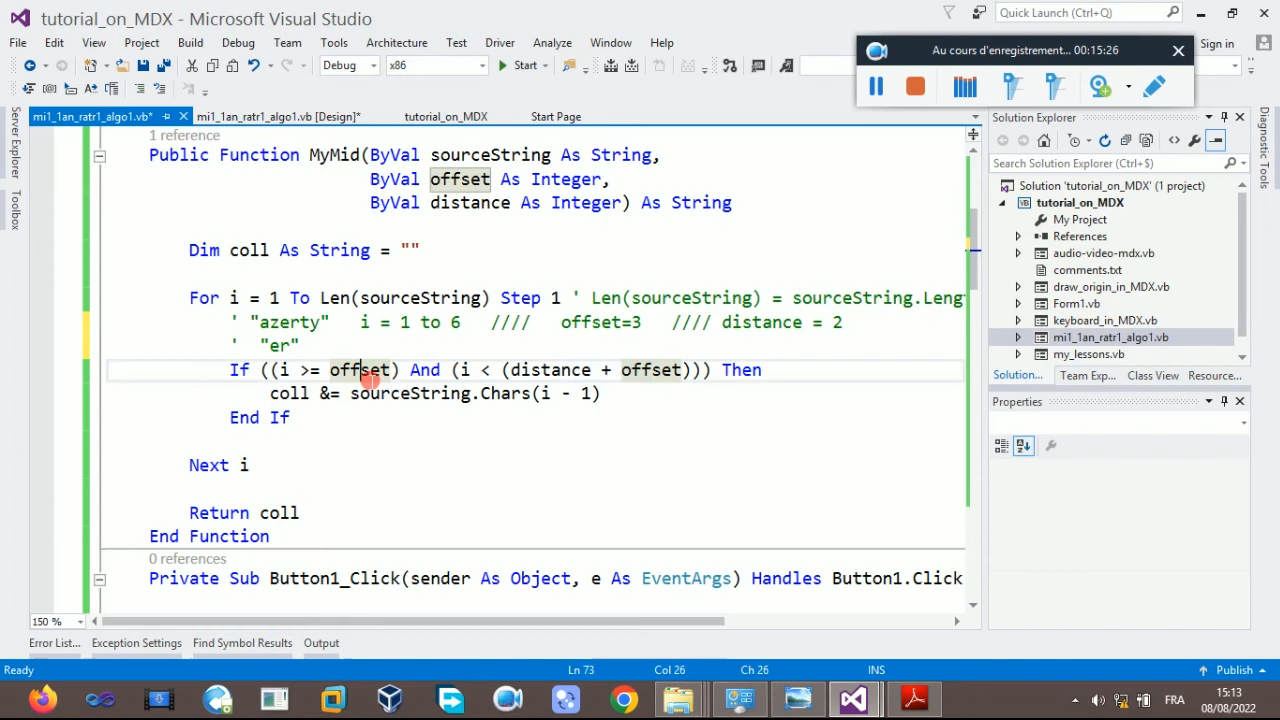 tutorial_on_MDX - Microsoft Visual Studio
Quick Launch (Ctrl+Q)
File Edit View Project Build Debug Team Tools Architecture Test Driver Analyze Window Help
Sign in
Au cours d'enregistrement... 00:15:26
Debug x86 Start
mi1_1an_ratr1_algo1.vb* mi1_1an_ratr1_algo1.vb [Design]* tutorial_on_MDX Start Page
Server Explorer
Toolbox
1 reference
Public Function MyMid(ByVal sourceString As String,
ByVal offset As Integer,
ByVal distance As Integer) As String
Dim coll As String = ""
For i = 1 To Len(sourceString) Step 1 ' Len(sourceString) = sourceString.Leng
' "azerty" i = 1 to 6 //// offset=3 //// distance = 2
' "er"
If ((i >= offset) And (i < (distance + offset))) Then
coll &= sourceString.Chars(i - 1)
End If
Next i
Return coll
End Function
0 references
Private Sub Button1_Click(sender As Object, e As EventArgs) Handles Button1.Click
150 %
Solution Explorer
Search Solution Explorer (Ctrl+$)
Solution 'tutorial_on_MDX' (1 project)
tutorial_on_MDX
My Project
References
audio-video-mdx.vb
comments.txt
draw_origin_in_MDX.vb
Form1.vb
keyboard_in_MDX.vb
mi1_1an_ratr1_algo1.vb
my_lessons.vb
Solution... Team Exp... Class View Resource...
Properties
Diagnostic Tools
Error List... Exception Settings Find Symbol Results Output
Ready Ln 73 Col 26 Ch 26 INS Publish
FRA
15:13
08/08/2022